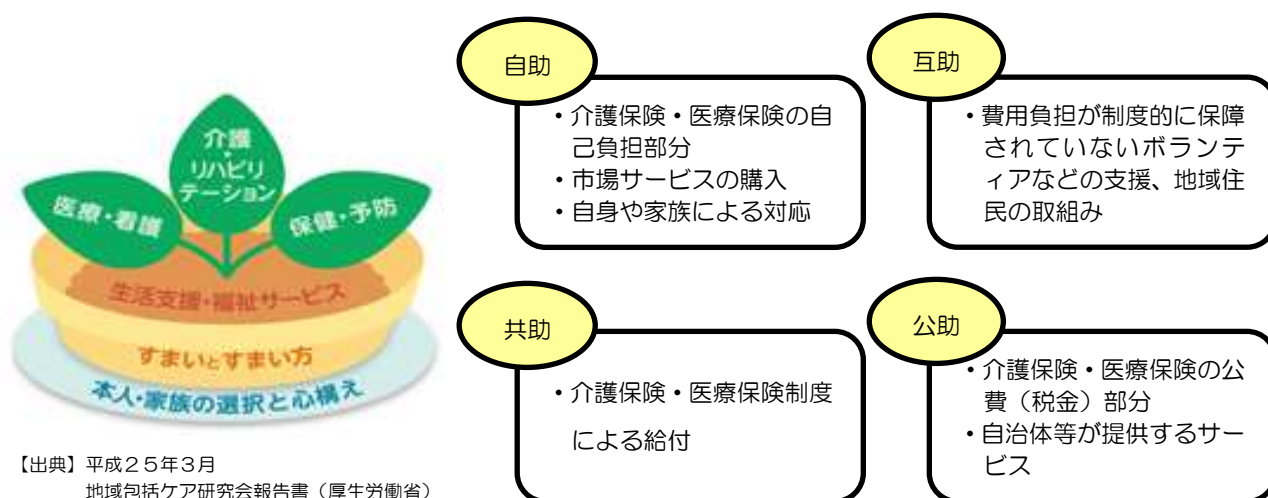 介護
・
リハビリ
テーション
医療・看護
保健・予防
生活支援・福祉サービス
すまいとすまい方
本人・家族の選択と心構え
【出典】平成25年3月
地域包括ケア研究会報告書(厚生労働省)
自助
・介護保険・医療保険の自
己負担部分
・市場サービスの購入
・自身や家族による対応
互助
・費用負担が制度的に保障
されていないボランテ
ィアなどの支援、地域住
民の取組み
共助
・介護保険・医療保険制度
による給付
公助
・介護保険・医療保険の公
費(税金)部分
・自治体等が提供するサー
ビス